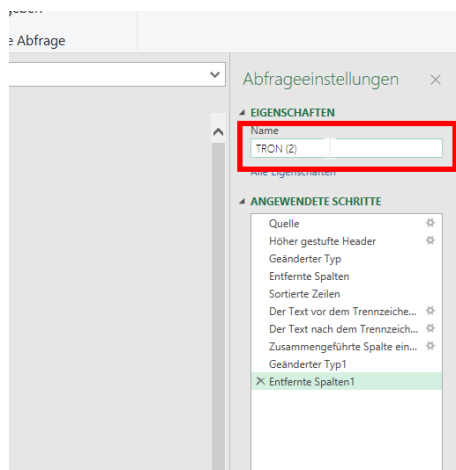 e Abfrage
Abfrageeinstellungen
EIGENSCHAFTEN
Name
TRON (2)
Alle Eigenschaften
ANGEWENDETE SCHRITTE
Quelle
Höher gestufte Header
Geänderter Typ
Entfernte Spalten
Sortierte Zeilen
Der Text vor dem Trennzeiche...
Der Text nach dem Trennzeich...
Zusammengeführte Spalte ein...
Geänderter Typ1
Entfernte Spalten1